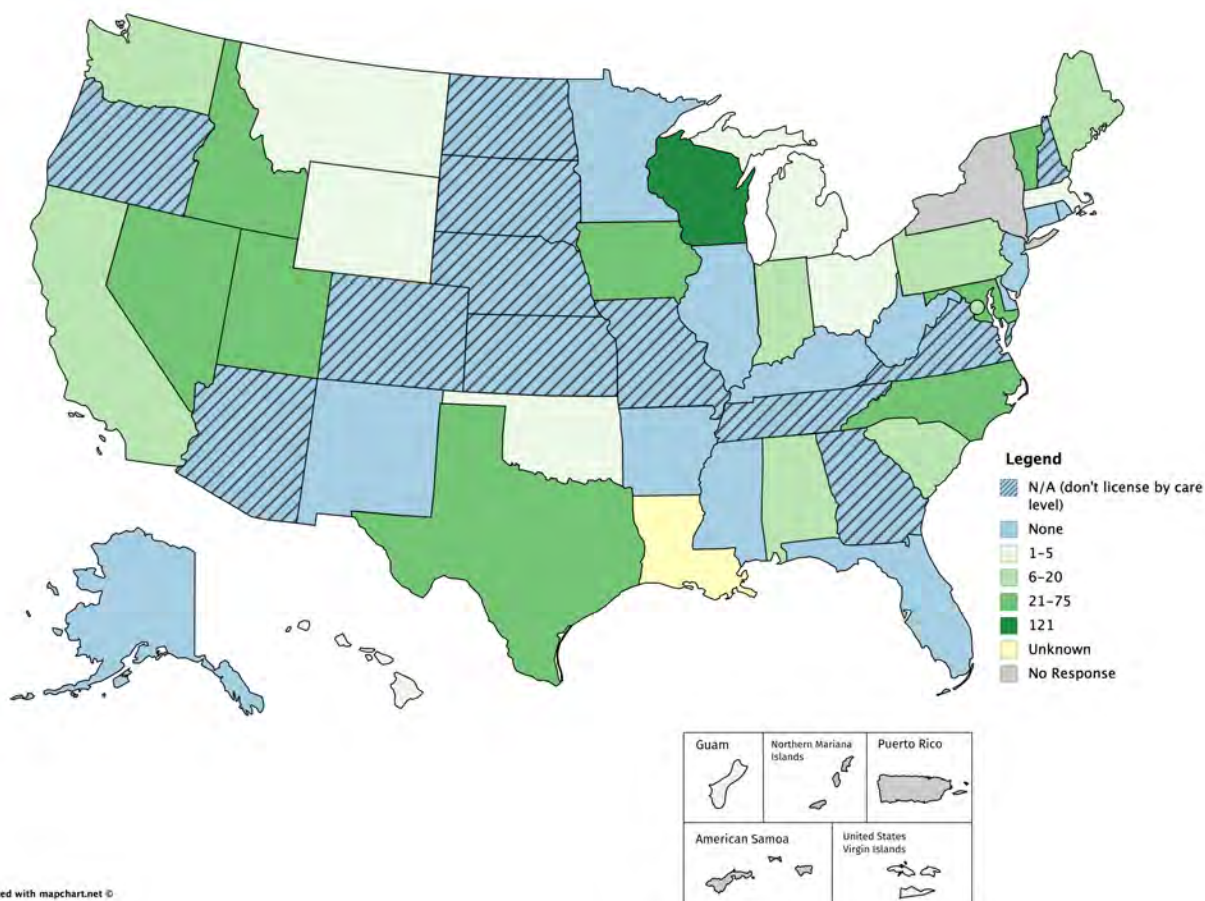 Legend
N/A (don't license by care
level)
None
1-5
6-20
21-75
121
Unknown
No Response
Guam
Northern Mariana
Islands
Puerto Rico
American Samoa
United States
Virgin Islands
ed with mapchart.net ©